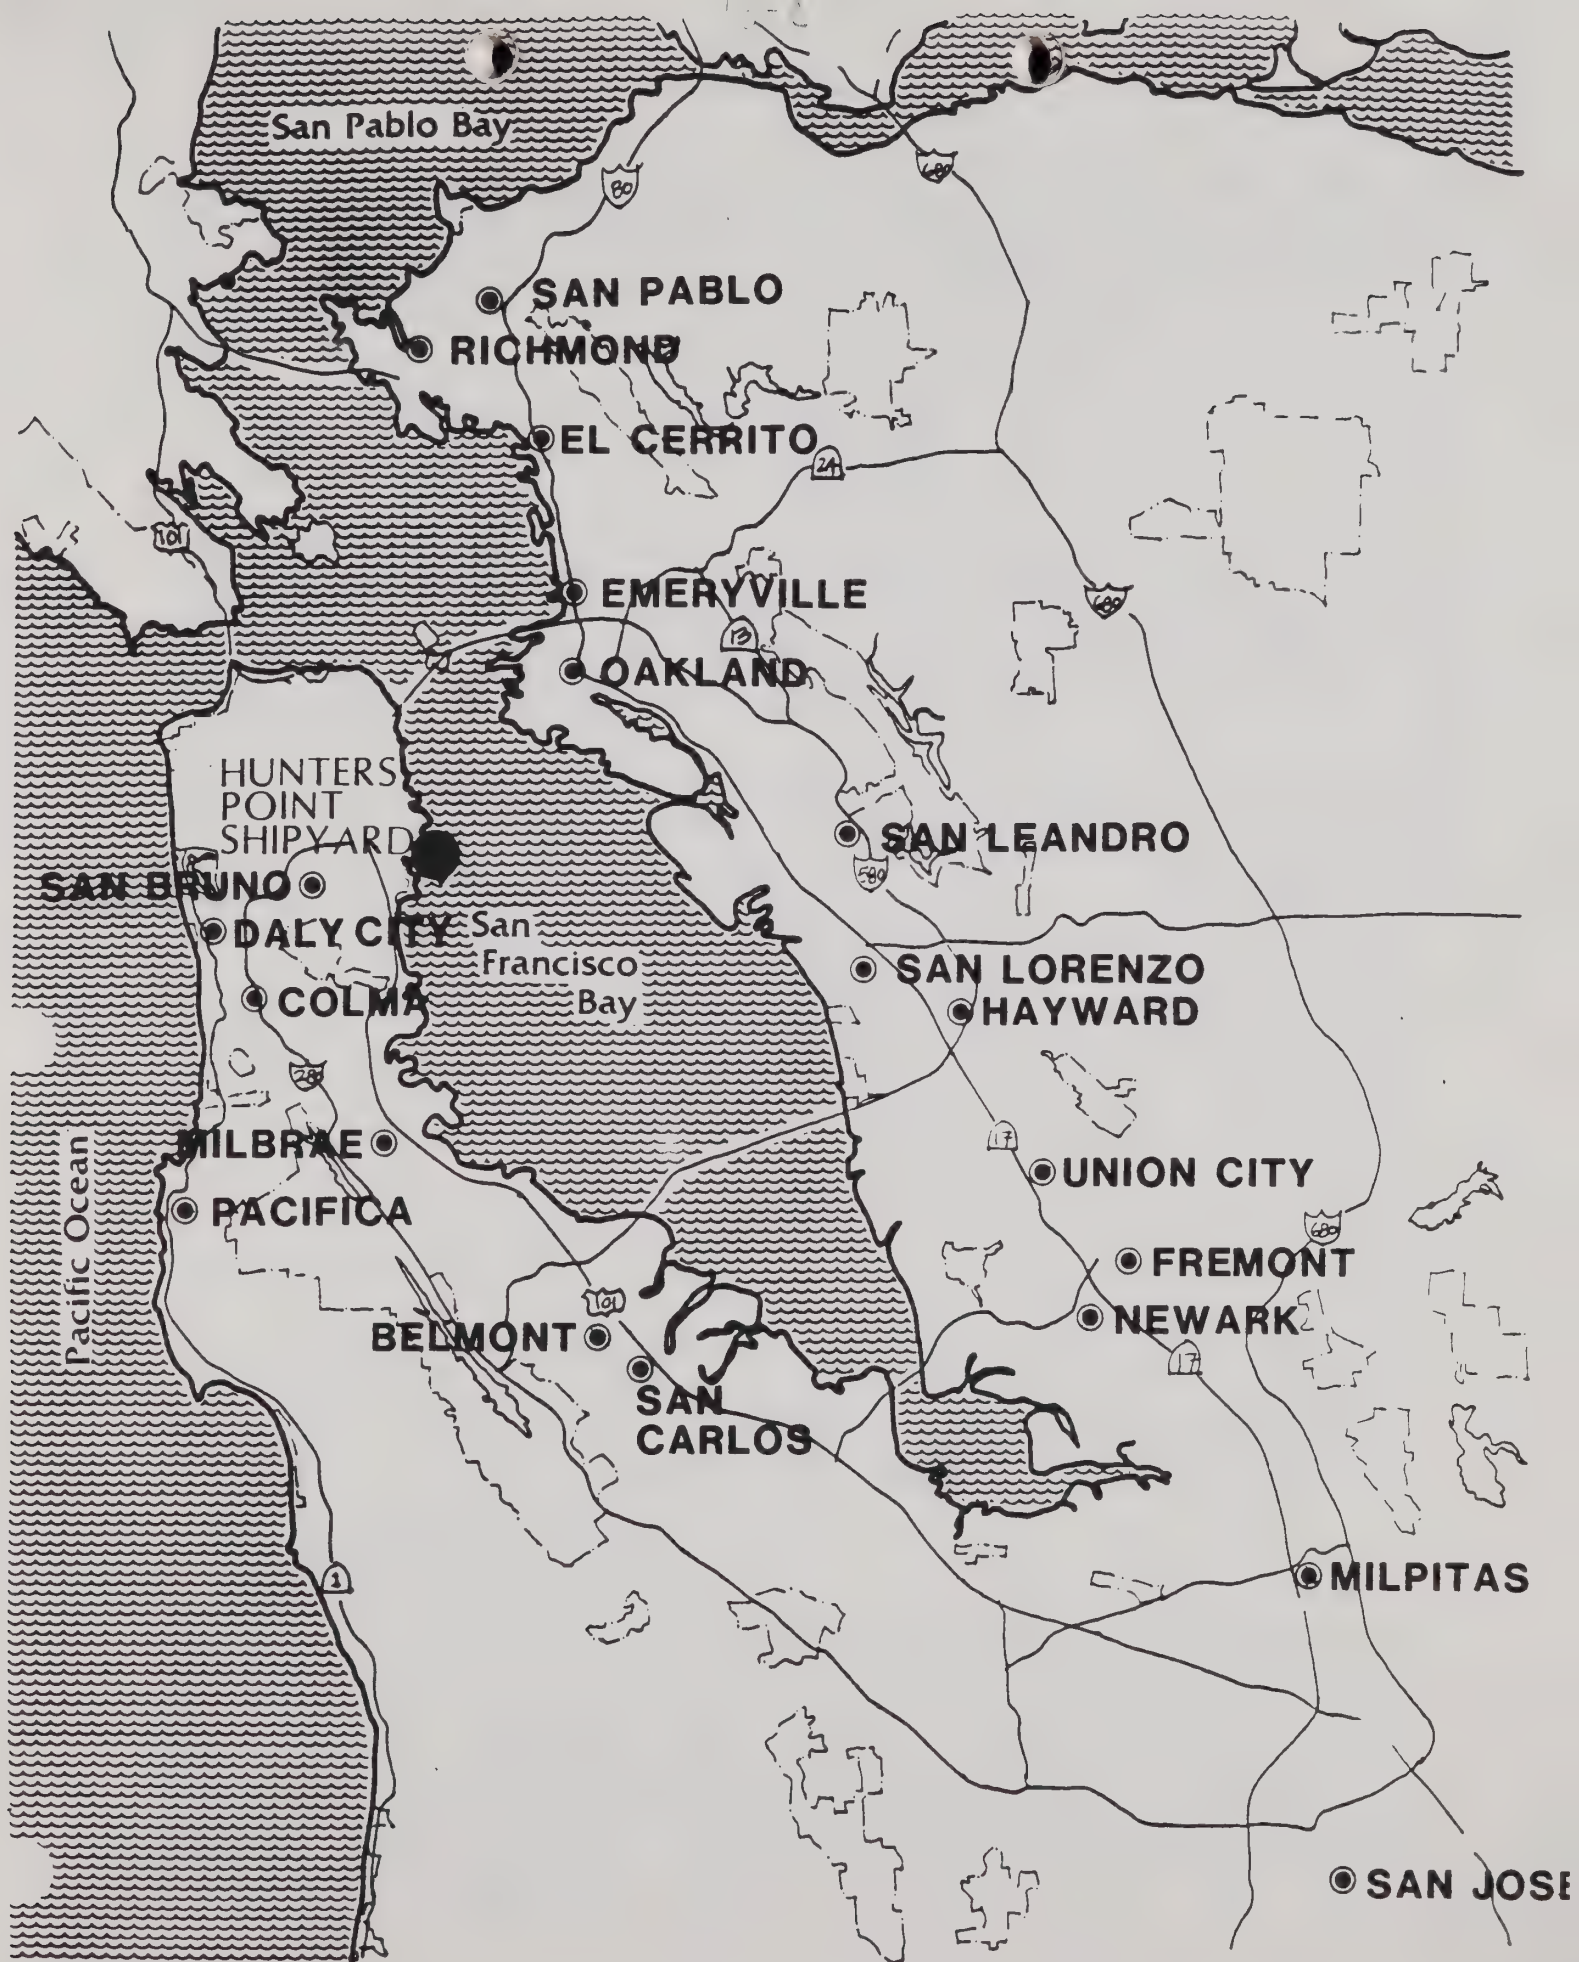 San Pablo Bay
80
680
SAN PABLO
RICHMOND
EL CERRITO
24
101
EMERYVILLE
680
13
OAKLAND
HUNTERS
POINT
SHIPYARD
SAN LEANDRO
580
SAN BRUNO
DALY CITY
San
Francisco
Bay
SAN LORENZO
COLMA
HAYWARD
280
17
MILBRAE
UNION CITY
Pacific Ocean
PACIFICA
680
FREMONT
101
NEWARK
BELMONT
17
SAN
CARLOS
1
MILPITAS
SAN JOSE